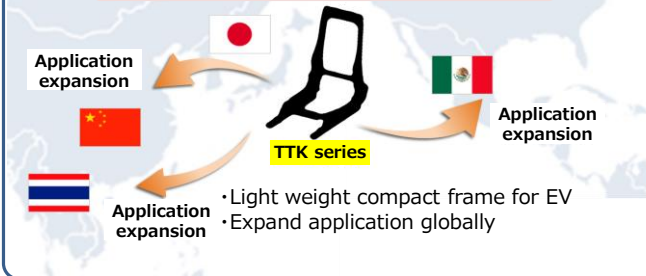 Application
expansion
Application
expansion
TTK series
Application
expansion
・Light weight compact frame for EV
・Expand application globally